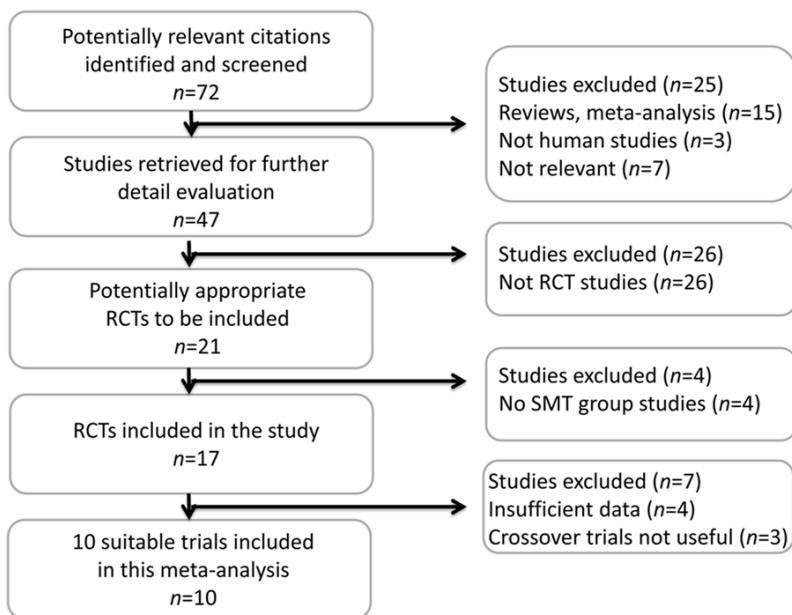 Potentially relevant citations
identified and screened
n=72
Studies excluded (n=25)
Reviews, meta-analysis (n=15)
Not human studies (n=3)
Not relevant (n=7)
Studies retrieved for further
detail evaluation
n=47
Studies excluded (n=26)
Not RCT studies (n=26)
Potentially appropriate
RCTs to be included
n=21
Studies excluded (n=4)
No SMT group studies (n=4)
RCTs included in the study
n=17
Studies excluded (n=7)
Insufficient data (n=4)
Crossover trials not useful (n=3)
10 suitable trials included
in this meta-analysis
n=10